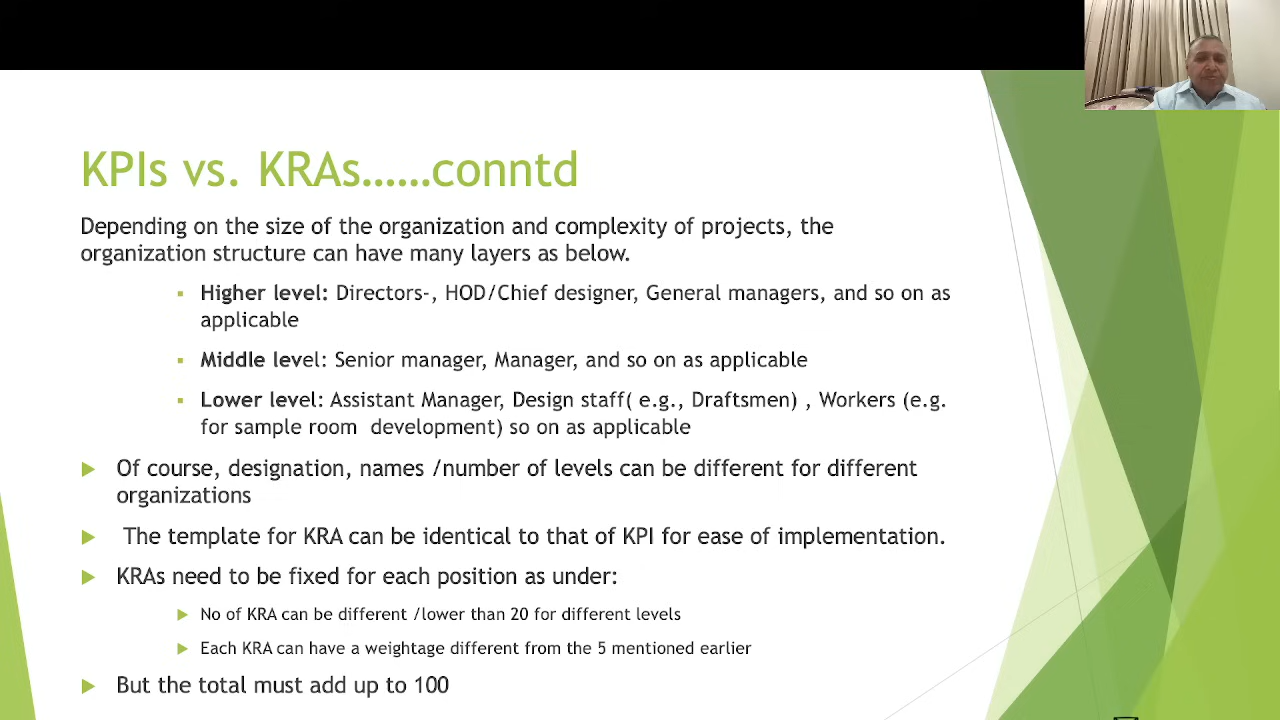 KPIs vs. KRAs……conntd
Depending on the size of the organization and complexity of projects, the
organization structure can have many layers as below.
Higher level: Directors-, HOD/Chief designer, General managers, and so on as
applicable
Middle level: Senior manager, Manager, and so on as applicable
Lower level: Assistant Manager, Design staff( e.g., Draftsmen) , Workers (e.g.
for sample room development) so on as applicable
Of course, designation, names /number of levels can be different for different
organizations
The template for KRA can be identical to that of KPI for ease of implementation.
KRAs need to be fixed for each position as under:
No of KRA can be different /lower than 20 for different levels
Each KRA can have a weightage different from the 5 mentioned earlier
But the total must add up to 100